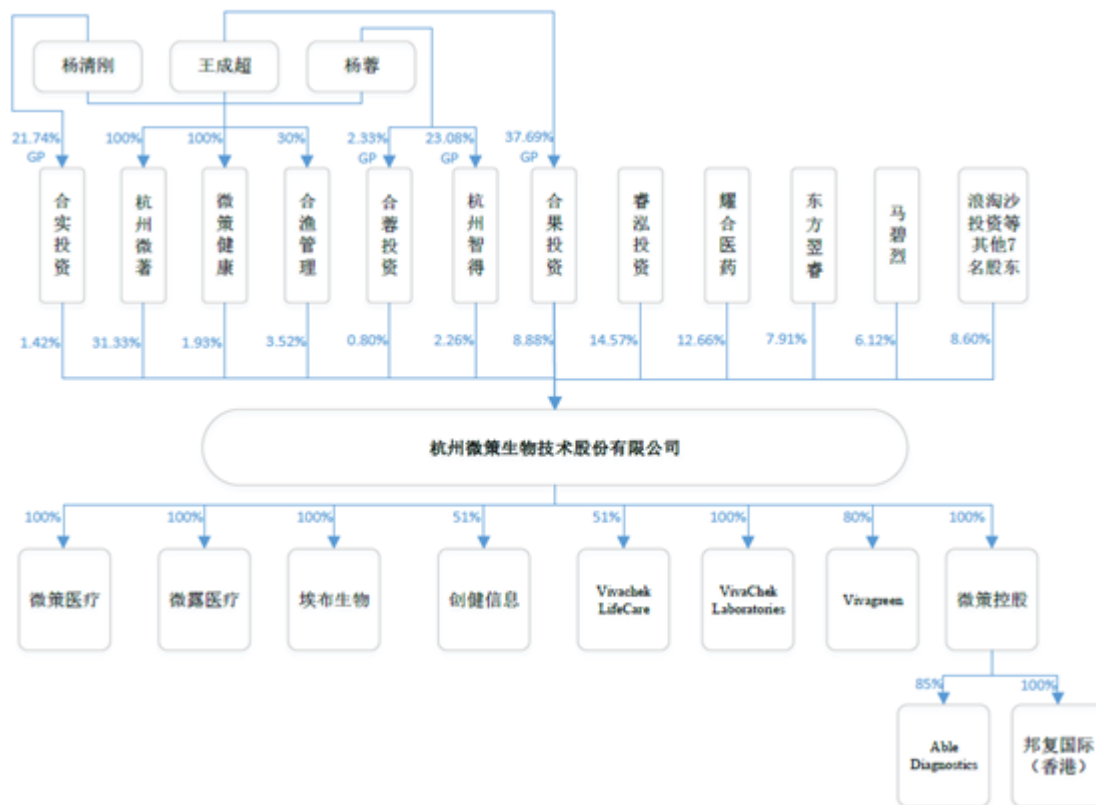 杨清刚
王成超
杨蓉
21.74%
GP
100%
100%
30%
2.33%
GP
23.08%
GP
37.69%
GP
合实投资
杭州微著
微策健康
合渔管理
合蓉投资
杭州智得
合果投资
睿泓投资
耀合医药
东方翌睿
马碧烈
浪淘沙
投资等
其他7
名股东
1.42%
31.33%
1.93%
3.52%
0.80%
2.26%
8.88%
14.57%
12.66%
7.91%
6.12%
8.60%
杭州微策生物技术股份有限公司
100%
100%
100%
51%
51%
100%
80%
100%
微策医疗
微露医疗
埃布生物
创健信息
Vivachek
LifeCare
VivaChek
Laboratories
Vivagreen
微策控股
85%
100%
Able
Diagnostics
邦复国际
（香港）